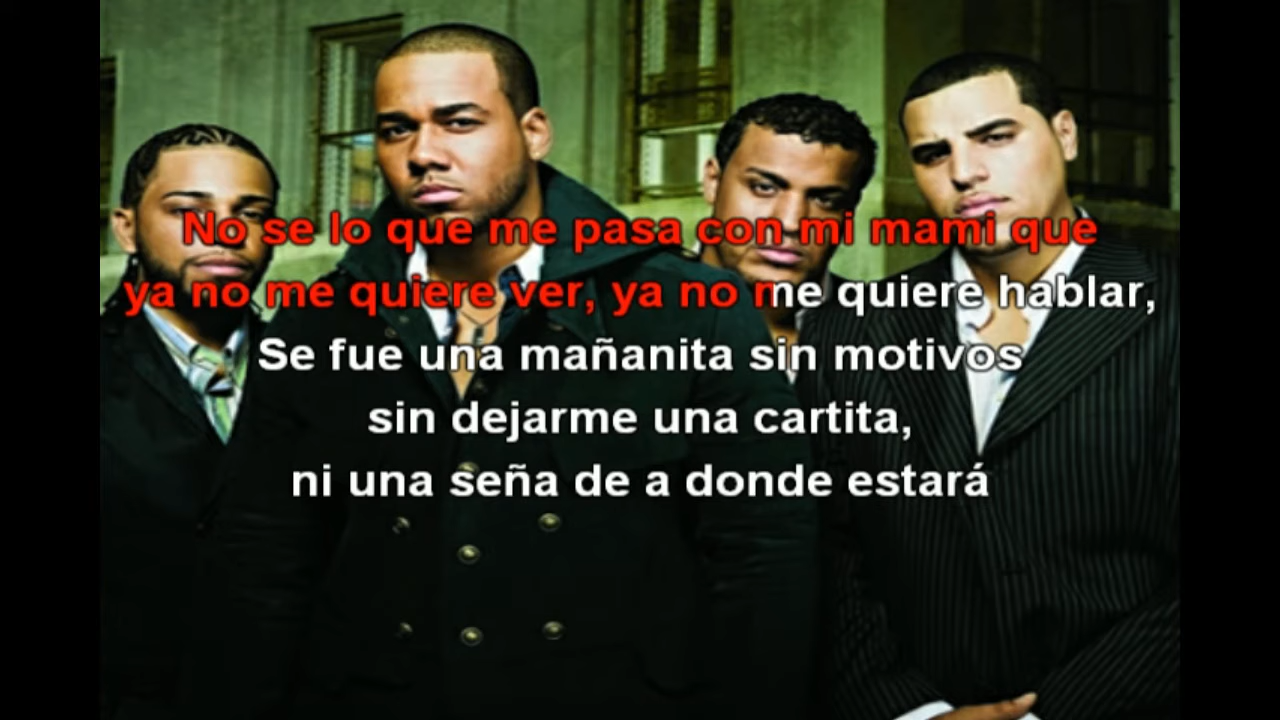 No se lo que me pasa con mi mami que
ya no me quiere ver, ya no me quiere hablar,
Se fue una mañanita sin motivos
sin dejarme una cartita,
ni una seña de a donde estará